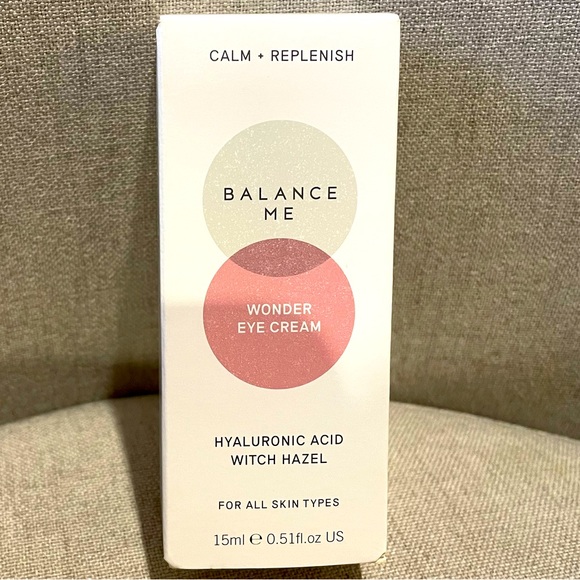 CALM + REPLENISH
BALANCE
ME
WONDER
EYE CREAM
HYALURONIC ACID
WITCH HAZEL
FOR ALL SKIN TYPES
15ml ℮ 0.51fl.oz US